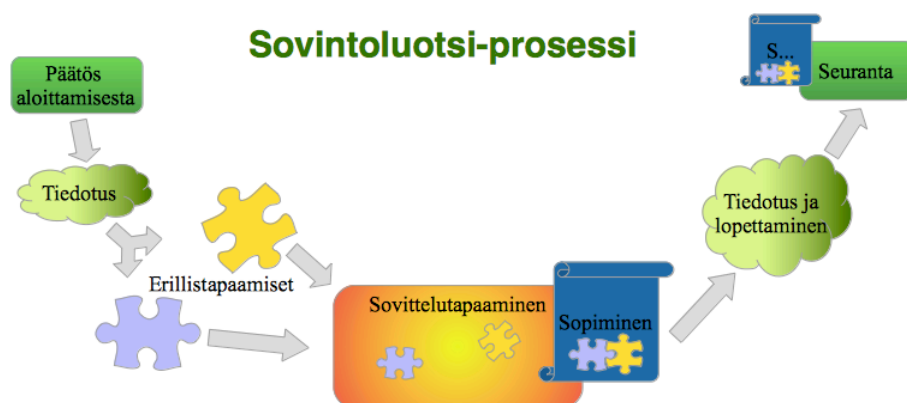 Sovintoluotsi-prosessi
Päätös
aloittamisesta
Tiedotus
Erillistapaamiset
Sovittelutapaaminen
Sopiminen
Tiedotus ja
lopettaminen
S...
Seuranta